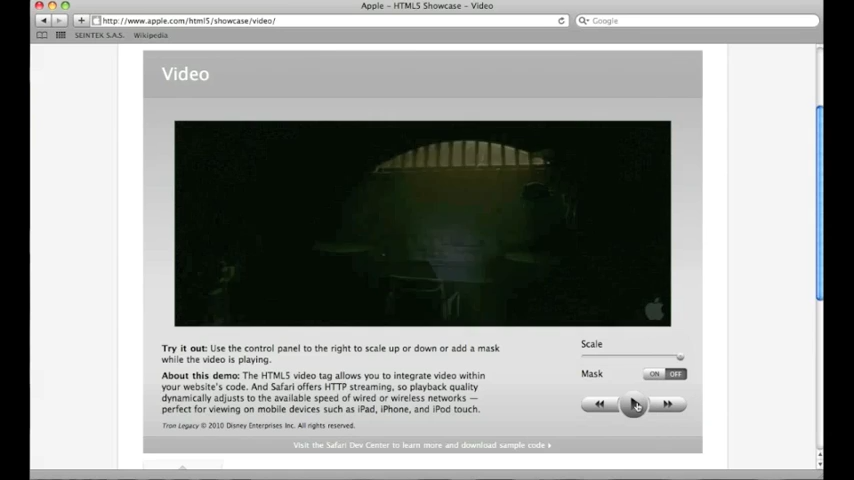 Apple - HTML5 Showcase - Video
http://www.apple.com/html5/showcase/video/
Google
SEINTEK S.A.S. Wikipedia
Video
Try it out: Use the control panel to the right to scale up or down or add a mask
while the video is playing.
About this demo: The HTML5 video tag allows you to integrate video within
your website's code. And Safari offers HTTP streaming, so playback quality
dynamically adjusts to the available speed of wired or wireless networks —
perfect for viewing on mobile devices such as iPad, iPhone, and iPod touch.
Tron Legacy © 2010 Disney Enterprises Inc. All rights reserved.
Scale
Mask ON OFF
Visit the Safari Dev Center to learn more and download sample code